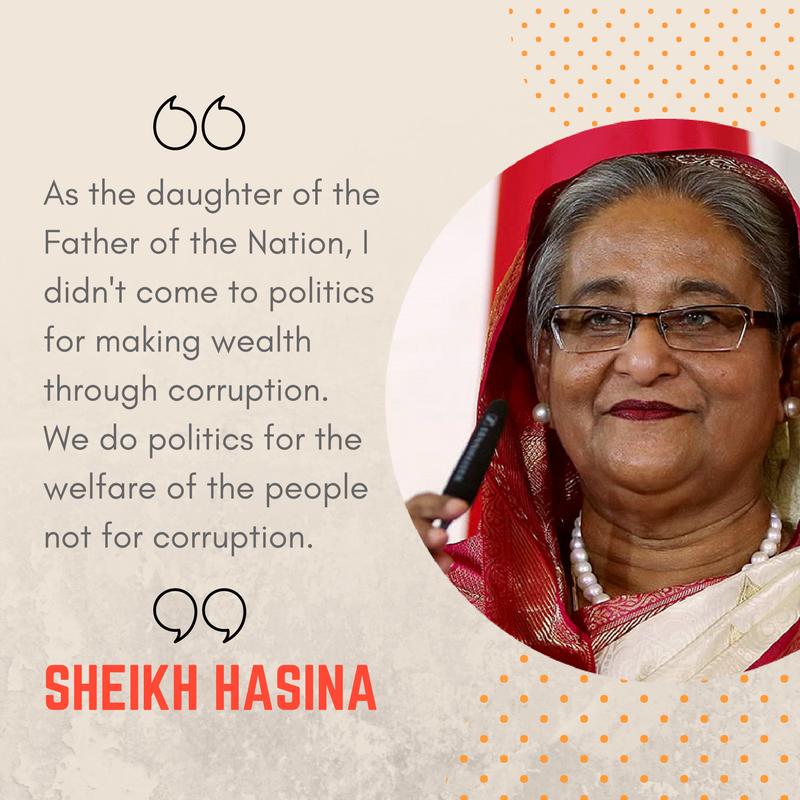 As the daughter of the
Father of the Nation, I
didn't come to politics
for making wealth
through corruption.
We do politics for the
welfare of the people
not for corruption.
SHEIKH HASINA